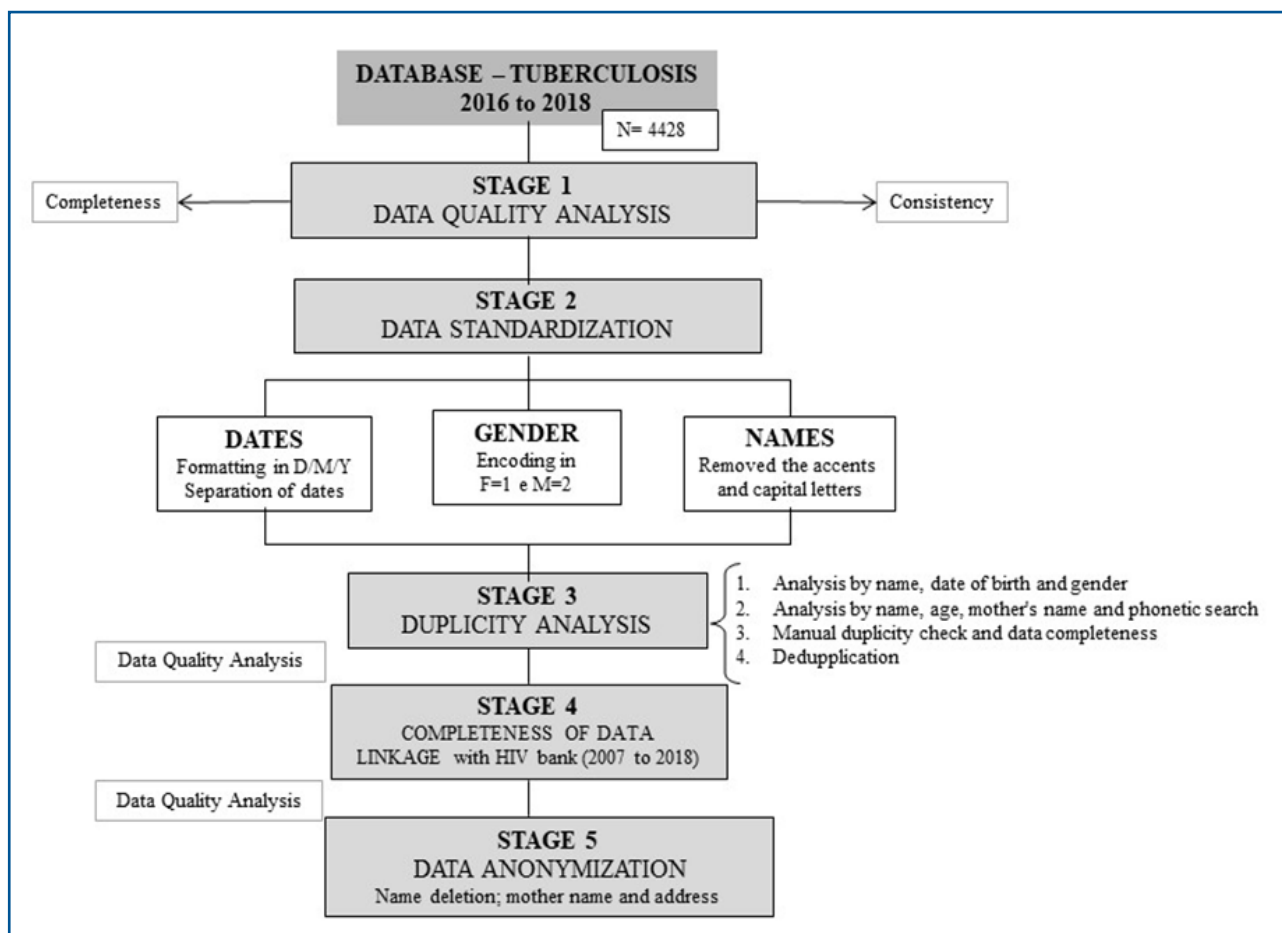 DATABASE – TUBERCULOSIS
2016 to 2018
N= 4428
STAGE 1
DATA QUALITY ANALYSIS
Completeness
Consistency
STAGE 2
DATA STANDARDIZATION
DATES
Formatting in D/M/Y
Separation of dates
GENDER
Encoding in
F=1 e M=2
NAMES
Removed the accents
and capital letters
STAGE 3
DUPLICITY ANALYSIS
1. Analysis by name, date of birth and gender
2. Analysis by name, age, mother's name and phonetic search
3. Manual duplicity check and data completeness
4. Dedupplication
Data Quality Analysis
STAGE 4
COMPLETENESS OF DATA
LINKAGE with HIV bank (2007 to 2018)
Data Quality Analysis
STAGE 5
DATA ANONYMIZATION
Name deletion; mother name and address